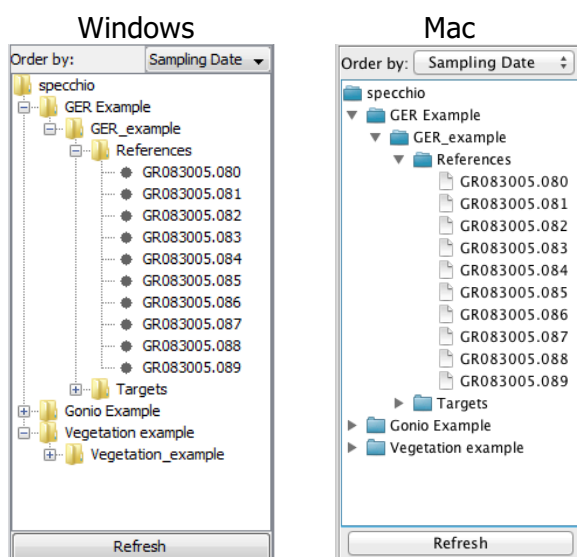 Windows
Order by: Sampling Date
specchio
GER Example
GER_example
References
GR083005.080
GR083005.081
GR083005.082
GR083005.083
GR083005.084
GR083005.085
GR083005.086
GR083005.087
GR083005.088
GR083005.089
Targets
Gonio Example
Vegetation example
Vegetation_example
Refresh
Mac
Order by: Sampling Date
specchio
GER Example
GER_example
References
GR083005.080
GR083005.081
GR083005.082
GR083005.083
GR083005.084
GR083005.085
GR083005.086
GR083005.087
GR083005.088
GR083005.089
Targets
Gonio Example
Vegetation example
Refresh